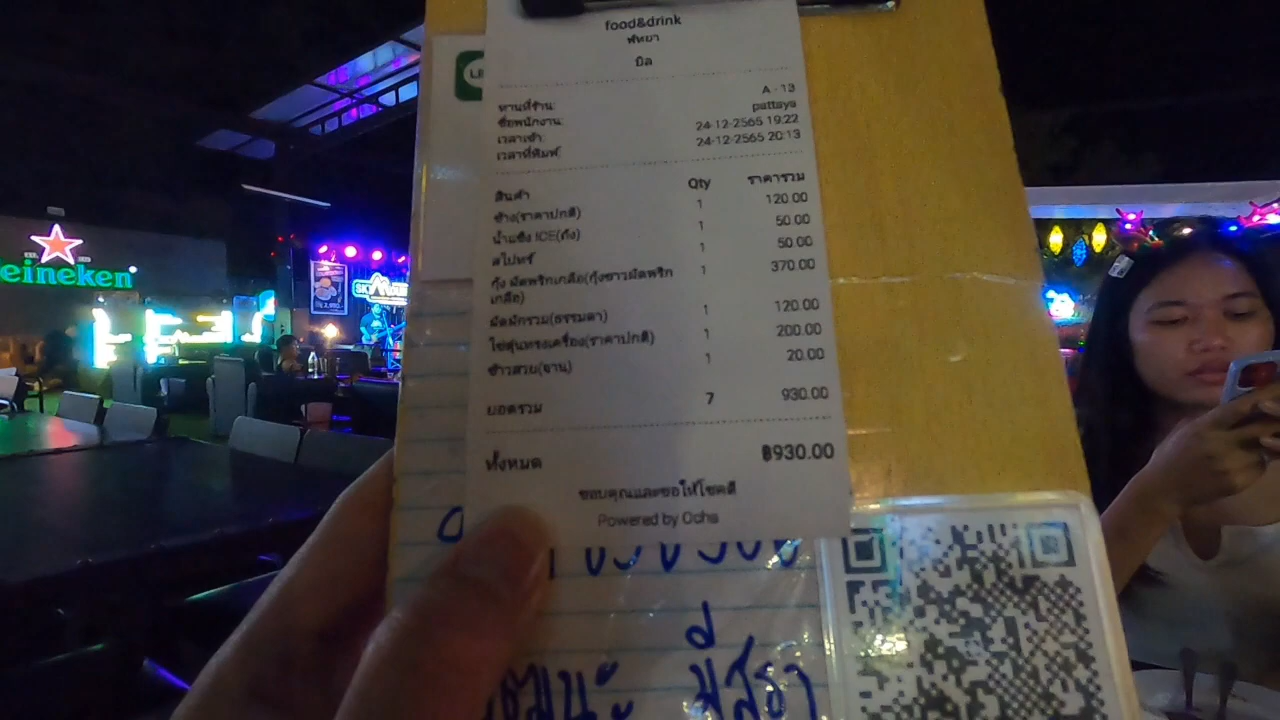 food&drink
พัทยา
บิล
ทานที่ร้าน: A - 13
ชื่อพนักงาน: pattaya
เวลาเข้า: 24-12-2565 19:22
เวลาที่พิมพ์: 24-12-2565 20:13
สินค้า Qty ราคารวม
ช้าง(ราคาปกติ) 1 120.00
น้ำแข็ง ICE(ถัง) 1 50.00
สไปรท์ 1 50.00
กุ้ง ผัดพริกเกลือ(กุ้งขาวผัดพริก 1 370.00
เกลือ)
ผัดผักรวม(ธรรมดา) 1 120.00
ไข่ตุ๋นทรงเครื่อง(ราคาปกติ) 1 200.00
ข้าวสวย(จาน) 1 20.00
ยอดรวม 7 930.00
ทั้งหมด ฿930.00
ขอบคุณและขอให้โชคดี
Powered by Ocha
มีสุรา
eineken